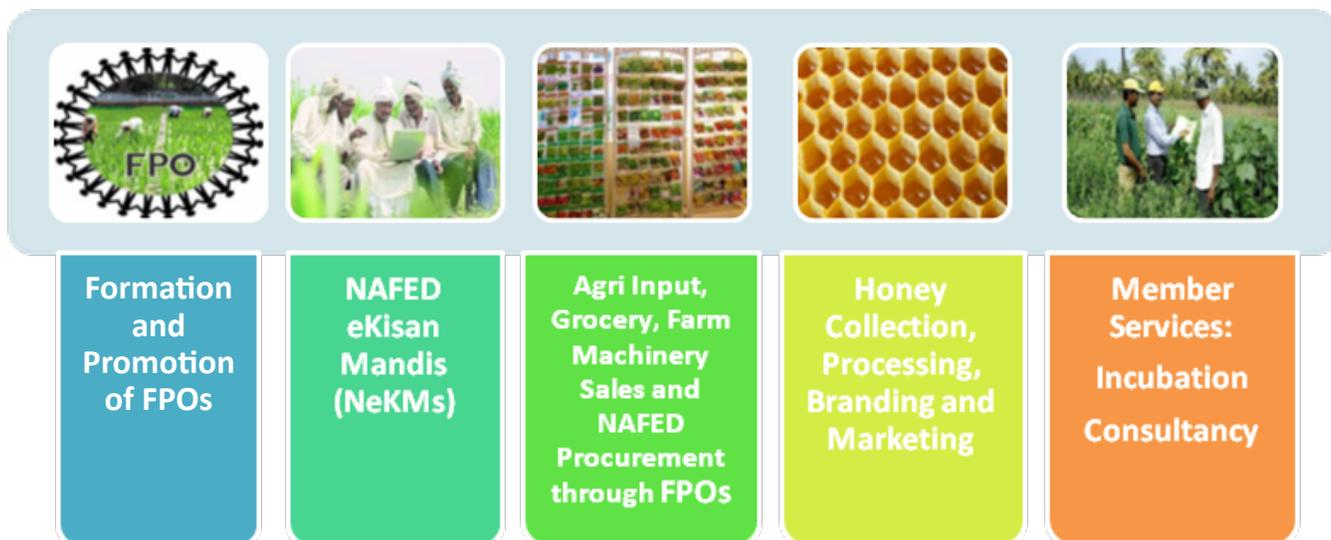 FPO
Formation
and
Promotion
of FPOs
NAFED
eKisan
Mandis
(NeKMs)
Agri Input,
Grocery, Farm
Machinery
Sales and
NAFED
Procurement
through FPOs
Honey
Collection,
Processing,
Branding and
Marketing
Member
Services:
Incubation
Consultancy